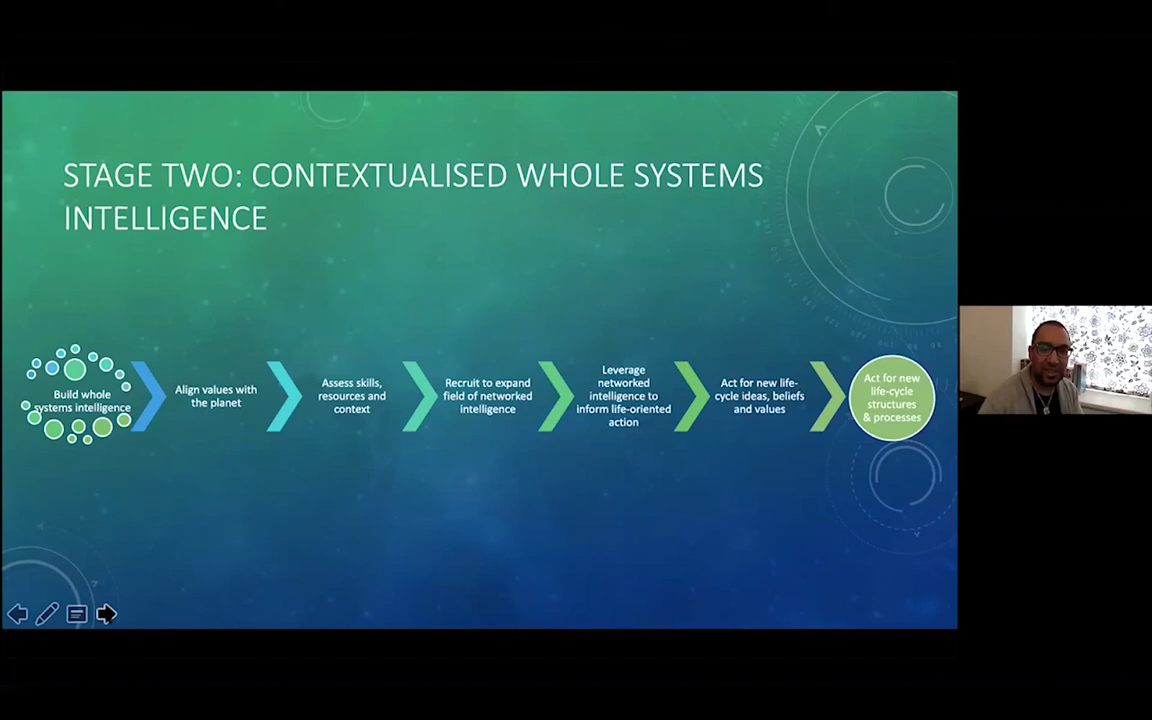 STAGE TWO: CONTEXTUALISED WHOLE SYSTEMS
INTELLIGENCE
Build whole
systems intelligence
Align values with
the planet
Assess skills,
resources and
context
Recruit to expand
field of networked
intelligence
Leverage
networked
intelligence to
inform life-oriented
action
Act for new life-
cycle ideas, beliefs
and values
Act for new
life-cycle
structures
& processes